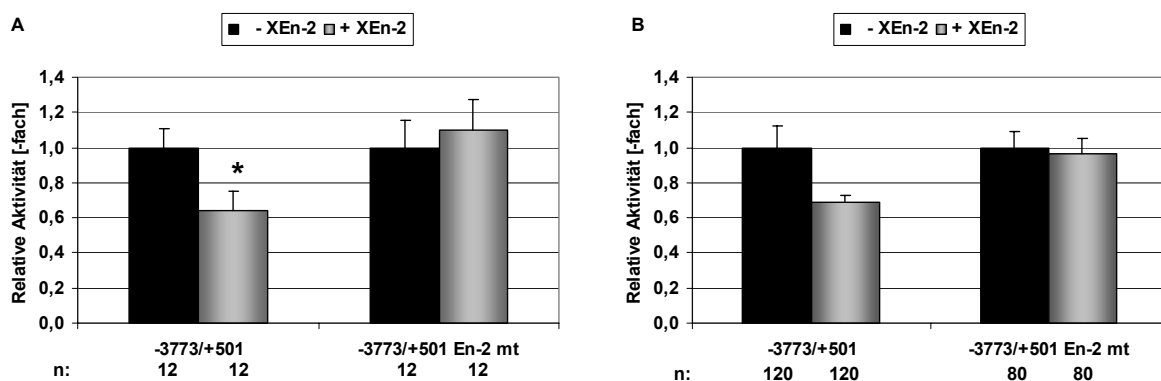 A
- XEn-2 + XEn-2
Relative Aktivität [-fach]
1,4
1,2
1,0
0,8
0,6
0,4
0,2
0,0
*
-3773/+501 -3773/+501 En-2 mt
n: 12 12 12 12
B
- XEn-2 + XEn-2
Relative Aktivität [-fach]
1,4
1,2
1,0
0,8
0,6
0,4
0,2
0,0
-3773/+501 -3773/+501 En-2 mt
n: 120 120 80 80